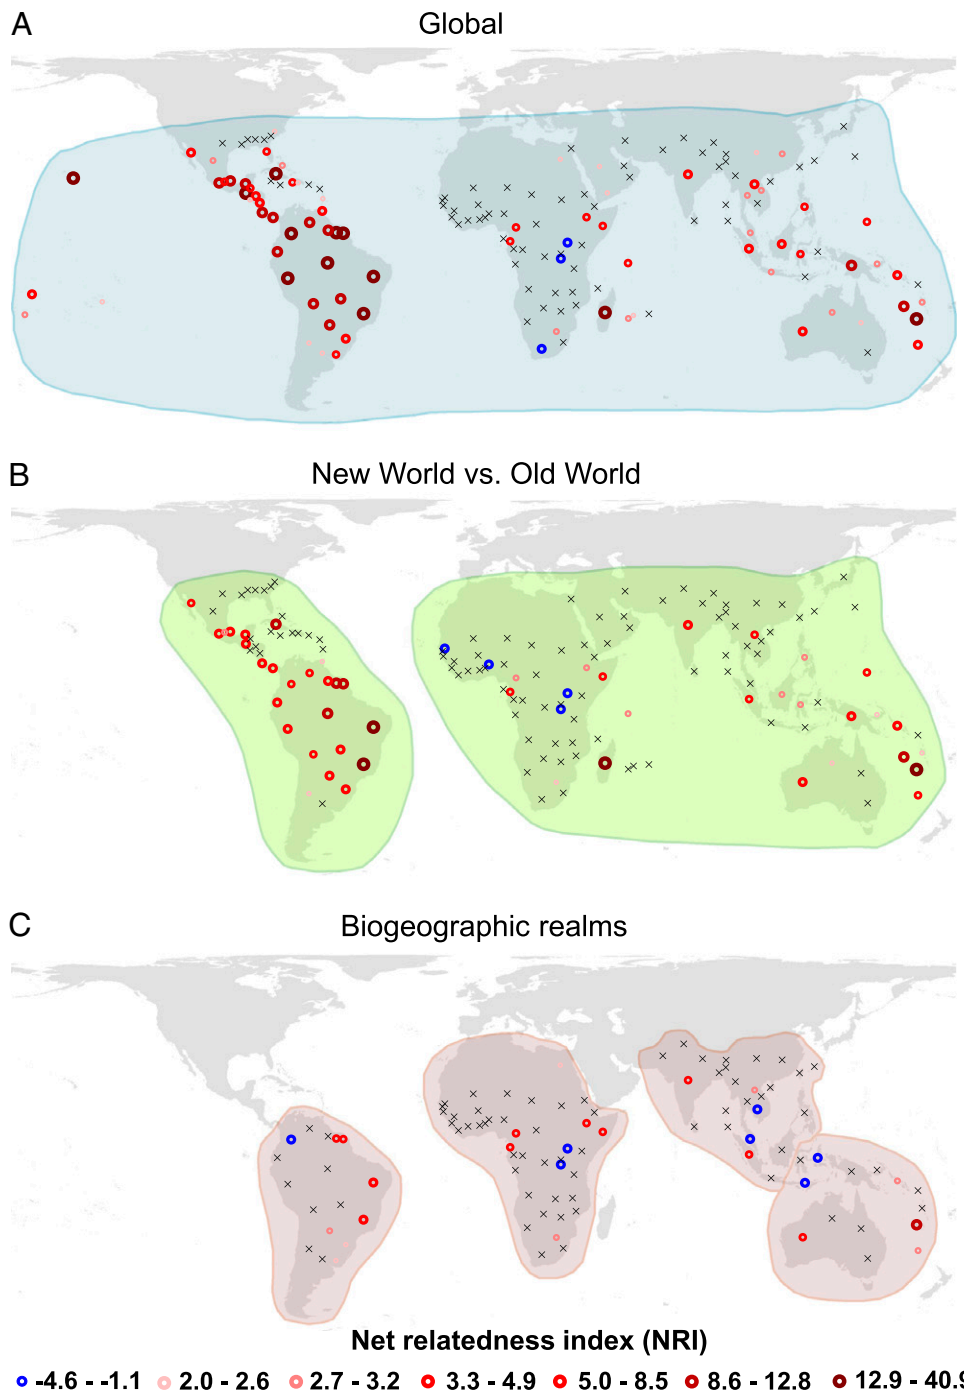 A
Global
B
New World vs. Old World
C
Biogeographic realms
Net relatedness index (NRI)
-4.6 - -1.1 2.0 - 2.6 2.7 - 3.2 3.3 - 4.9 5.0 - 8.5 8.6 - 12.8 12.9 - 40.9